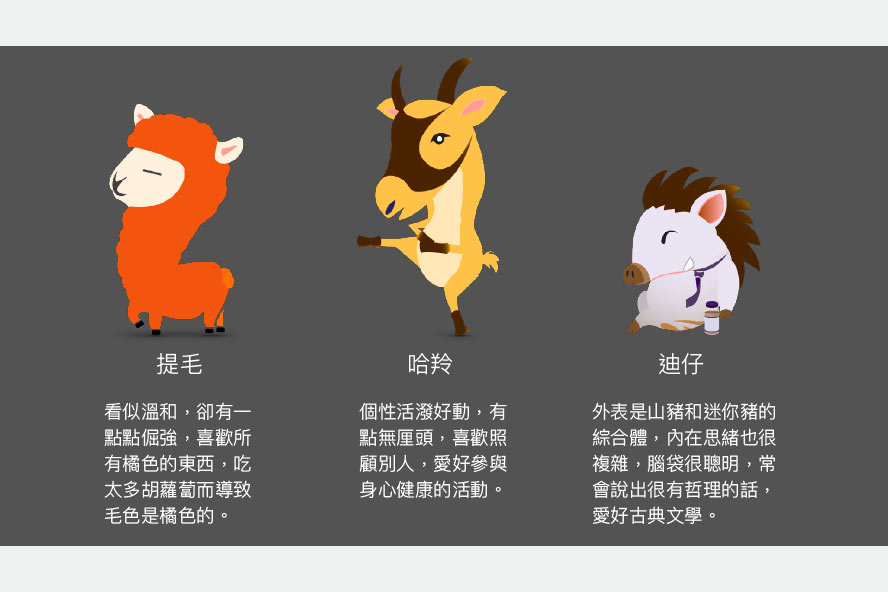 提毛
看似溫和，卻有一
點點倔強，喜歡所
有橘色的東西，吃
太多胡蘿蔔而導致
毛色是橘色的。
哈羚
個性活潑好動，有
點無厘頭，喜歡照
顧別人，愛好參與
身心健康的活動。
迪仔
外表是山豬和迷你豬的
綜合體，內在思緒也很
複雜，腦袋很聰明，常
會說出很有哲理的話，
愛好古典文學。